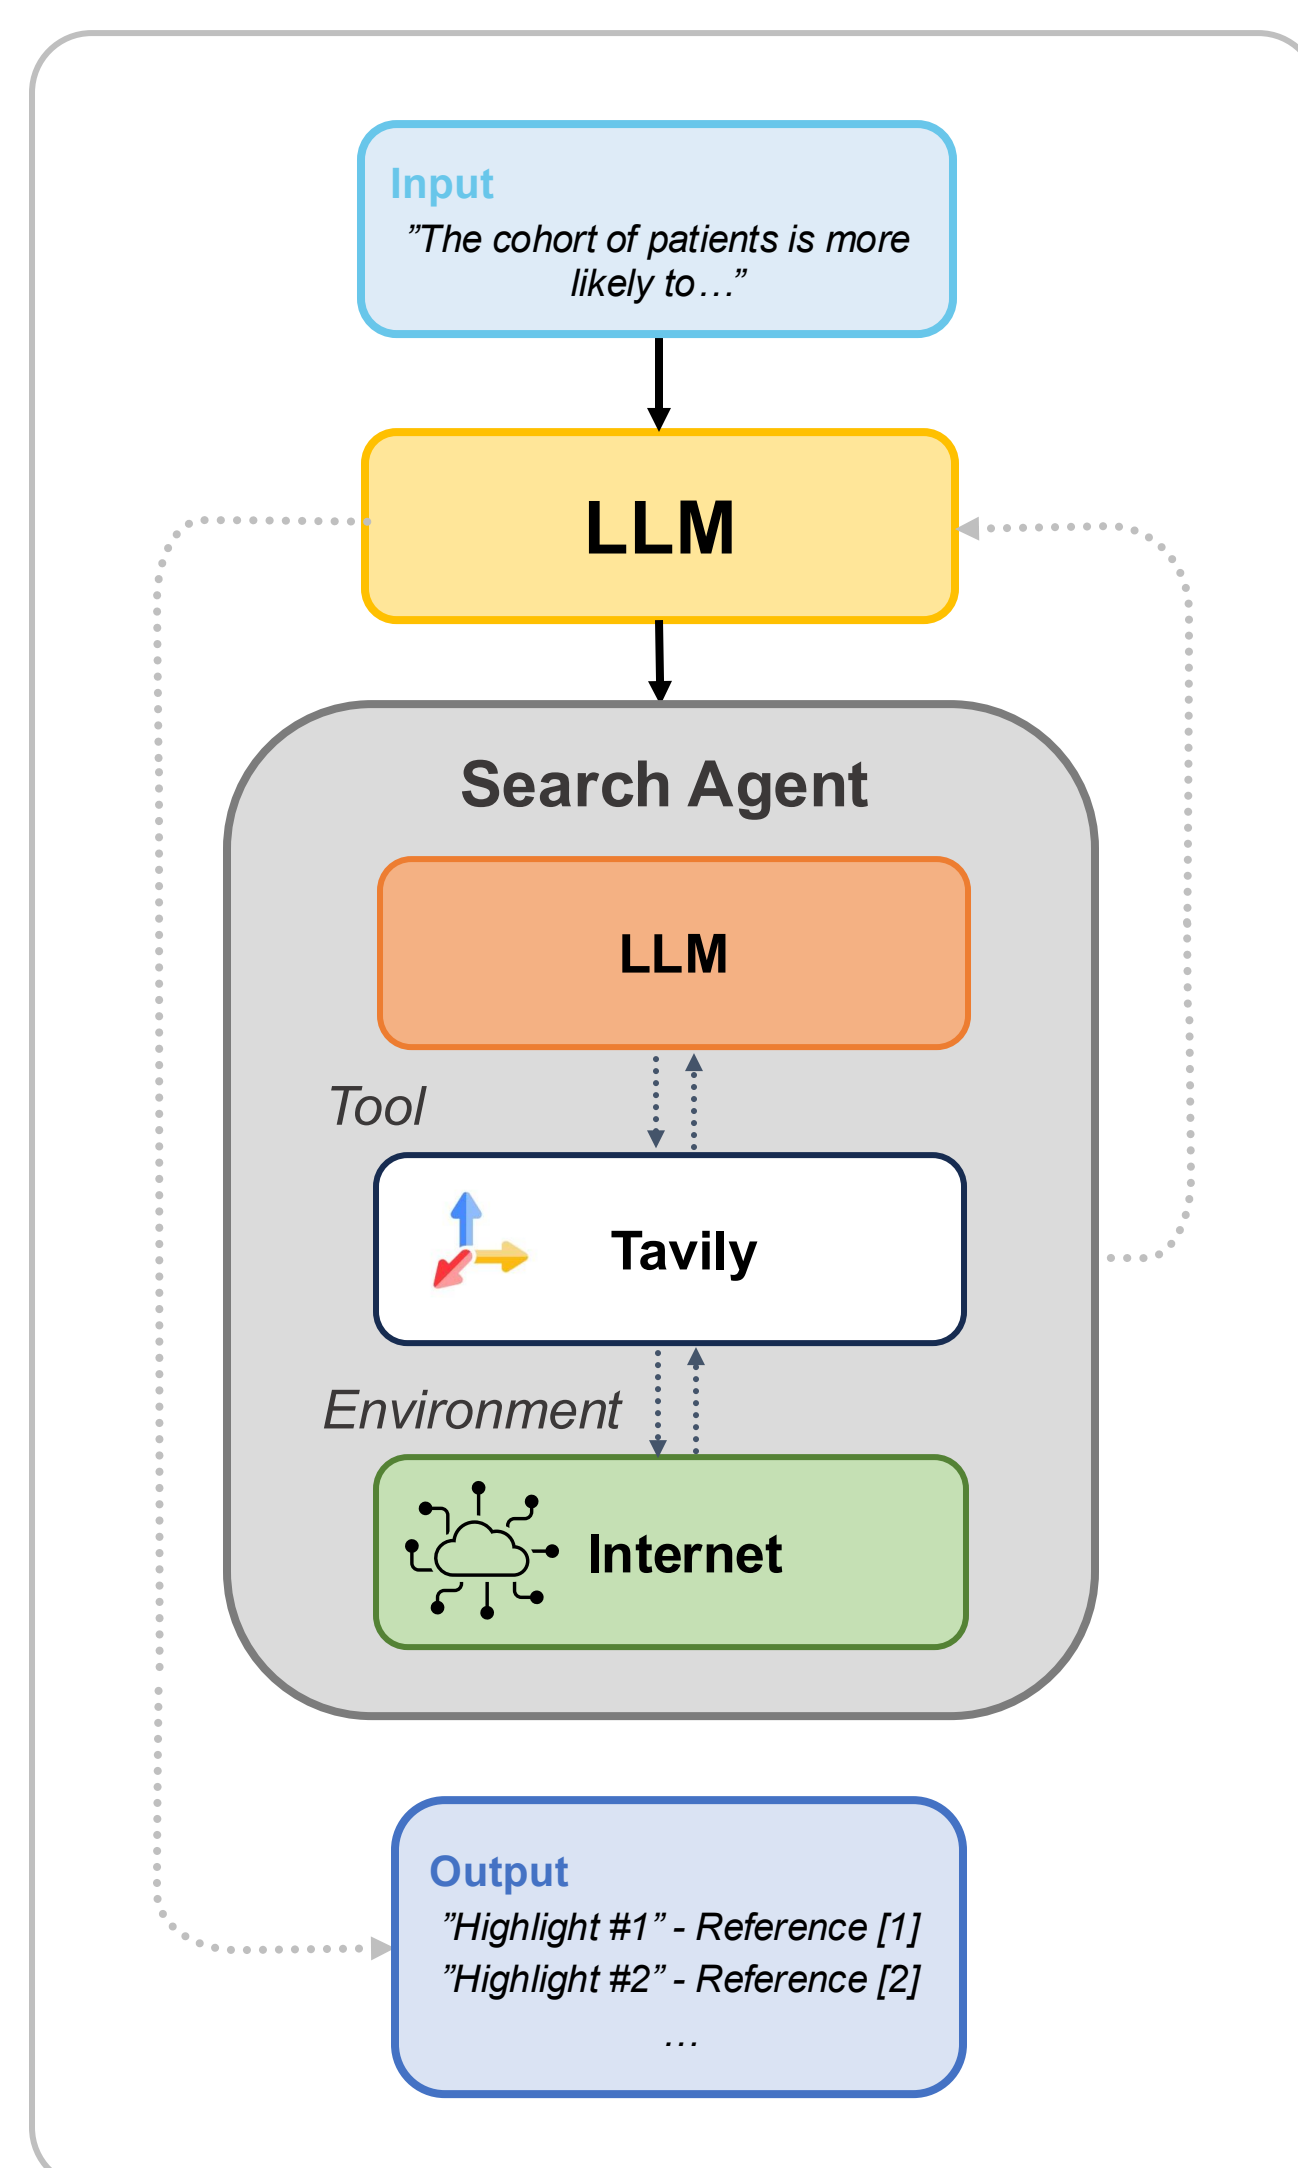 Input
”The cohort of patients is more
likely to…”
LLM
Search Agent
LLM
Tool
Tavily
Environment
Internet
Output
”Highlight #1” - Reference [1]
”Highlight #2” - Reference [2]
…